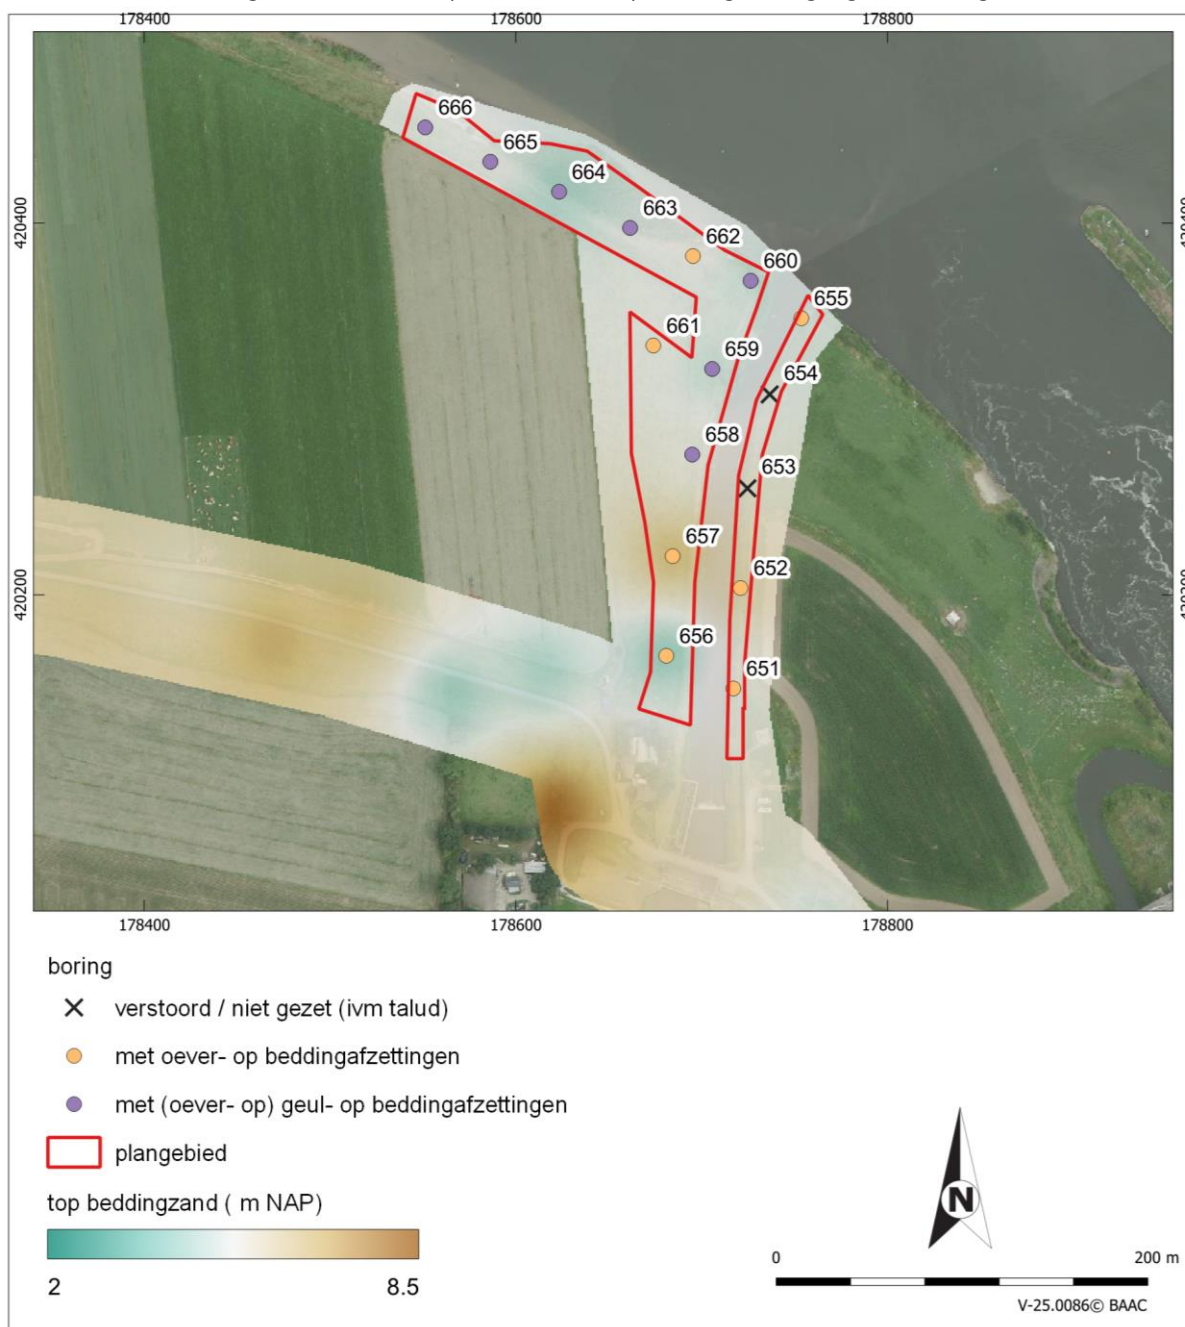 178400 178600 178800
666
665
664
663
662
660
655
661
659
654
658
653
657
652
656
651
420400 420400
420200 420200
178400 178600 178800
boring
verstoord / niet gezet (ivm talud)
met oever- op beddingafzettingen
met (oever- op) geul- op beddingafzettingen
plangebied
top beddingzand ( m NAP)
2 8.5
N
0 200 m
V-25.0086© BAAC